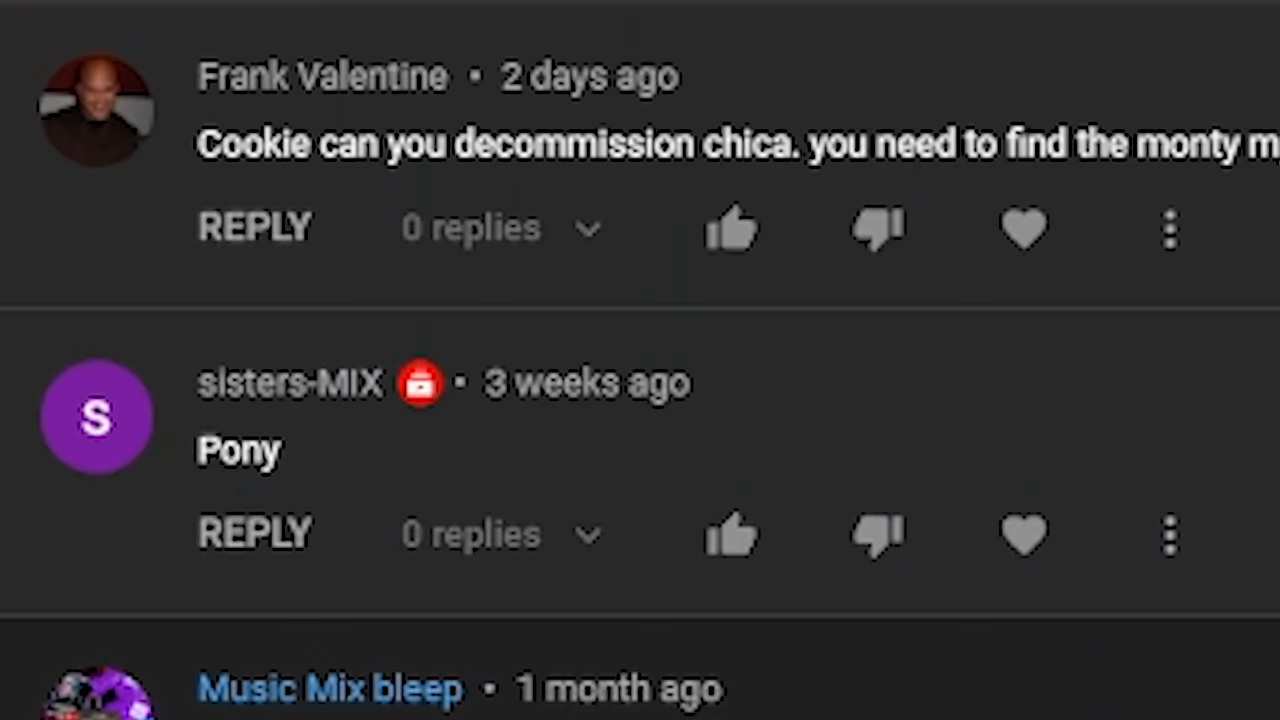 Frank Valentine • 2 days ago
Cookie can you decommission chica. you need to find the monty
REPLY 0 replies
S
sisters-MIX • 3 weeks ago
Pony
REPLY 0 replies
Music Mix bleep • 1 month ago